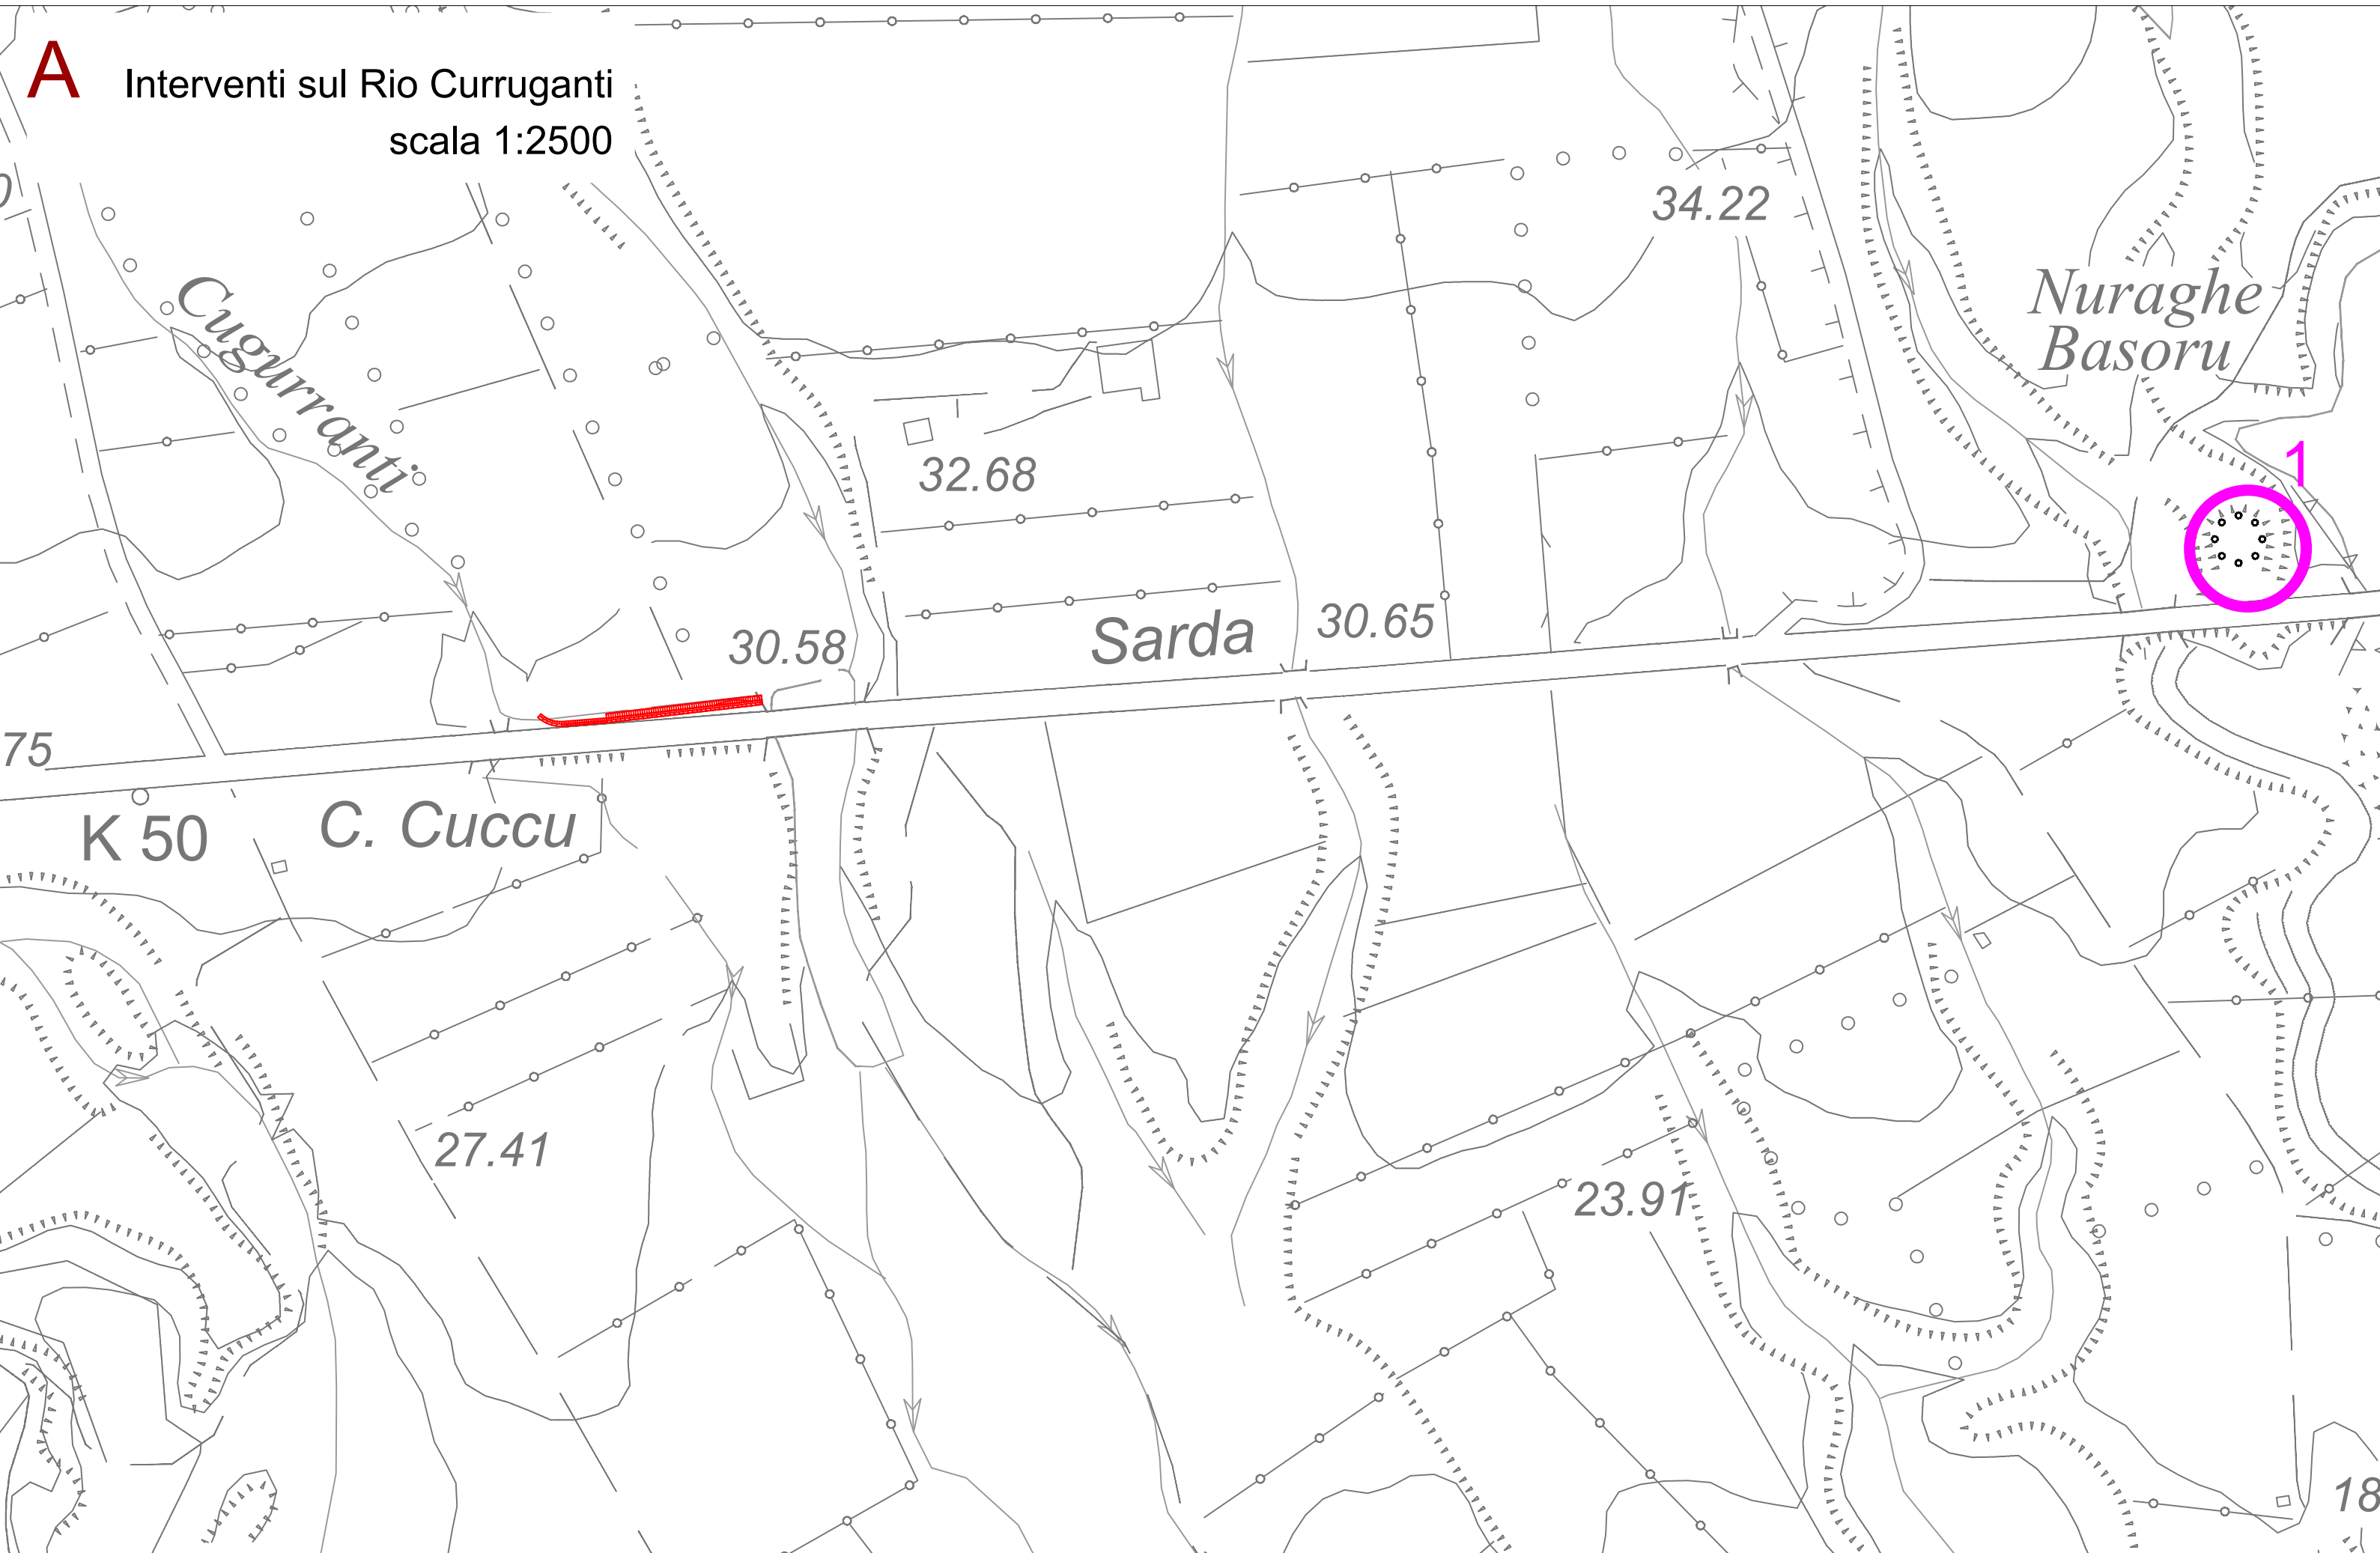 A
Interventi sul Rio Curruganti
scala 1:2500
34.22
Cugurranti
Nuraghe
Basoru
1
32.68
30.58
Sarda
30.65
75
K 50
C. Cuccu
27.41
23.91
18